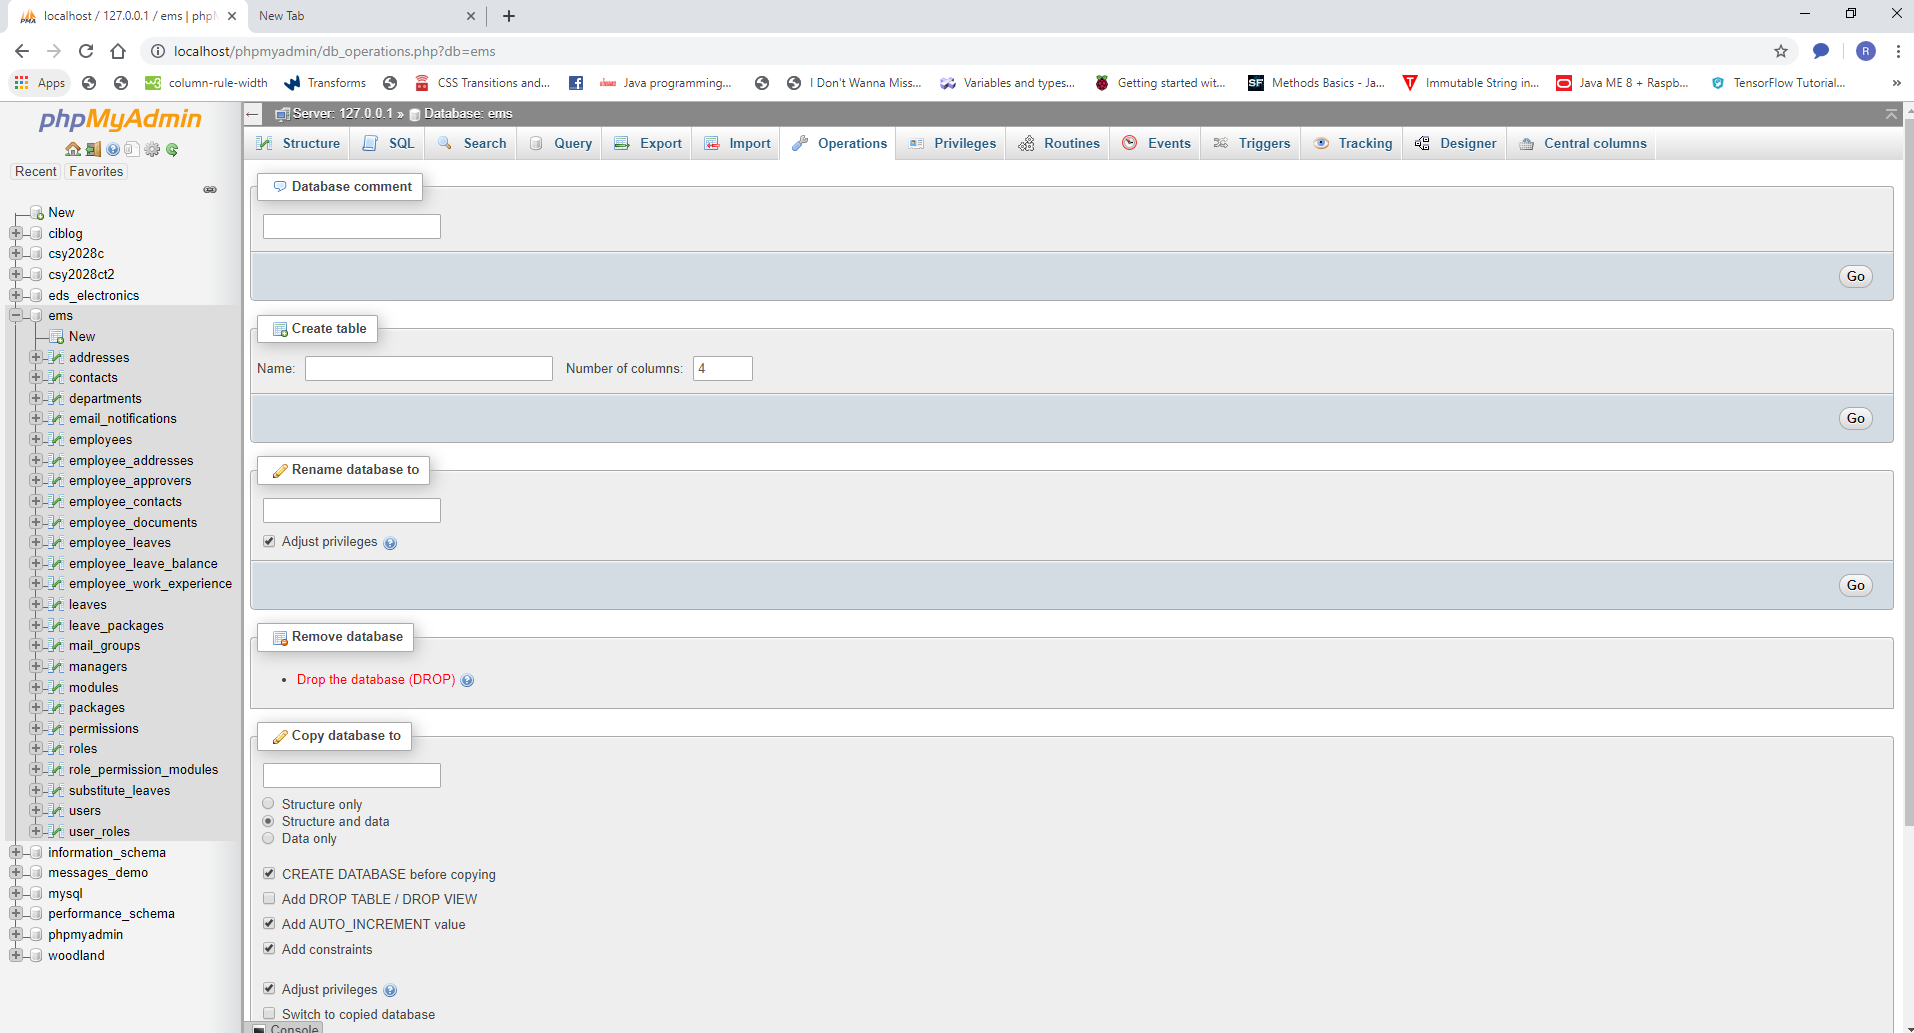 localhost / 127.0.0.1 / ems | phpM
New Tab
localhost/phpmyadmin/db_operations.php?db=ems
R
Apps
column-rule-width
Transforms
CSS Transitions and...
Java programming...
I Don't Wanna Miss...
Variables and types...
Getting started wit...
SF
Methods Basics - Ja...
Immutable String in...
Java ME 8 + Raspb...
TensorFlow Tutorial...
»
phpMyAdmin
Recent
Favorites
New
ciblog
csy2028c
csy2028ct2
eds_electronics
ems
New
addresses
contacts
departments
email_notifications
employees
employee_addresses
employee_approvers
employee_contacts
employee_documents
employee_leaves
employee_leave_balance
employee_work_experience
leaves
leave_packages
mail_groups
managers
modules
packages
permissions
roles
role_permission_modules
substitute_leaves
users
user_roles
information_schema
messages_demo
mysql
performance_schema
phpmyadmin
woodland
Server: 127.0.0.1 » Database: ems
Structure
SQL
Search
Query
Export
Import
Operations
Privileges
Routines
Events
Triggers
Tracking
Designer
Central columns
Database comment
Go
Create table
Name:
Number of columns: 4
Go
Rename database to
Adjust privileges
Go
Remove database
• Drop the database (DROP)
Copy database to
Structure only
Structure and data
Data only
CREATE DATABASE before copying
Add DROP TABLE / DROP VIEW
Add AUTO_INCREMENT value
Add constraints
Adjust privileges
Switch to copied database
Console